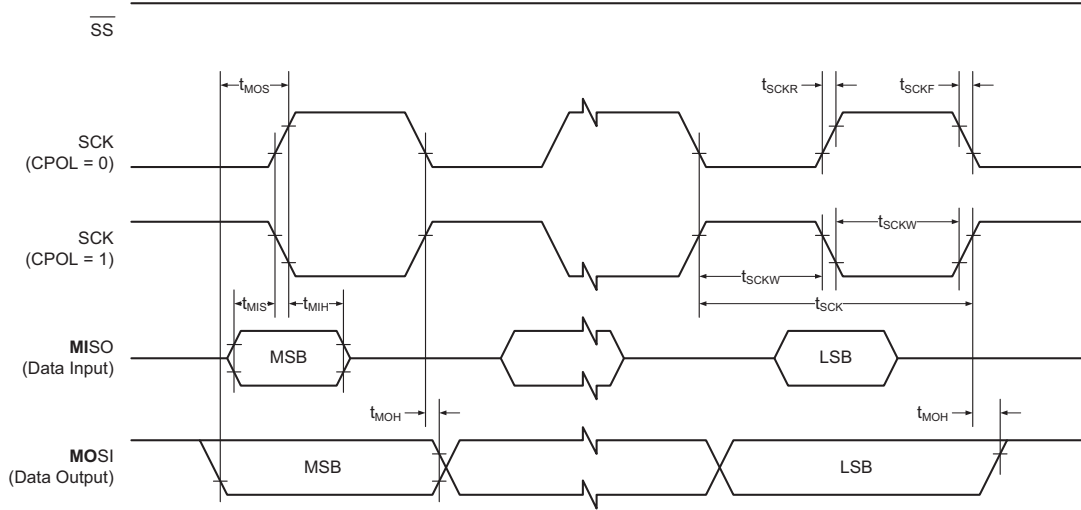 SS
tMOS
tSCKR
tSCKF
SCK
(CPOL = 0)
SCK
(CPOL = 1)
tSCKW
tSCKW
tSCK
tMIS
tMIH
MISO
(Data Input)
MSB
LSB
tMOH
tMOH
MOSI
(Data Output)
MSB
LSB